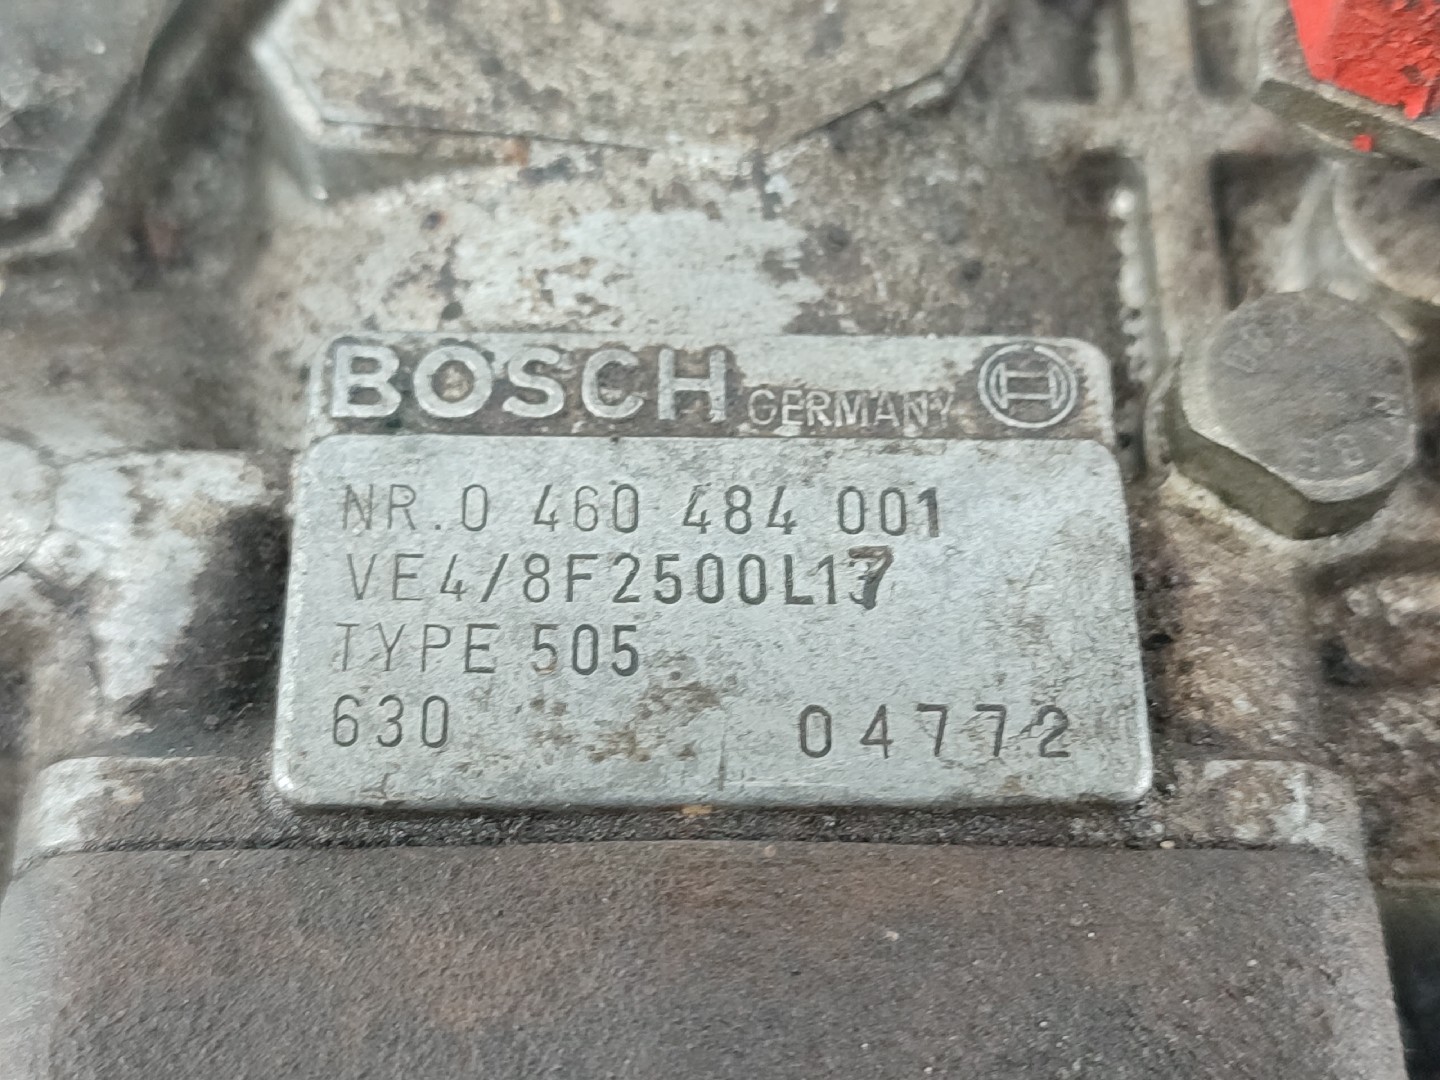 BOSCH GERMANY
NR.0 460 484 001
VE4/8F2500L17
TYPE 505
630 04772